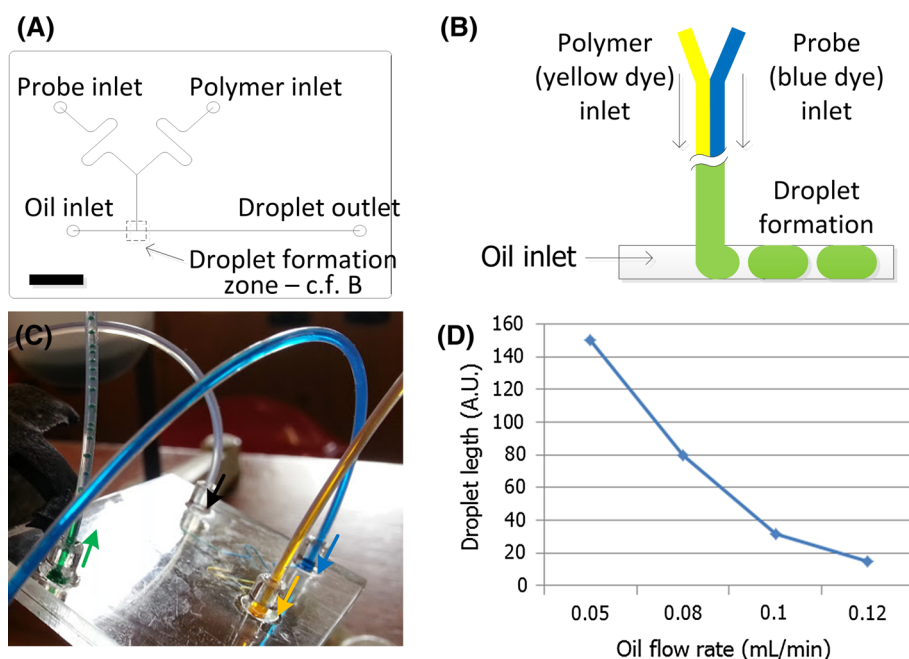 (A)
Probe inlet
Polymer inlet
Oil inlet
Droplet outlet
Droplet formation
zone – c.f. B
(B)
Polymer
(yellow dye)
inlet
Probe
(blue dye)
inlet
Droplet
formation
Oil inlet
(C)
(D)
Droplet legth (A.U.)
160
140
120
100
80
60
40
20
0
0.05
0.08
0.1
0.12
Oil flow rate (mL/min)